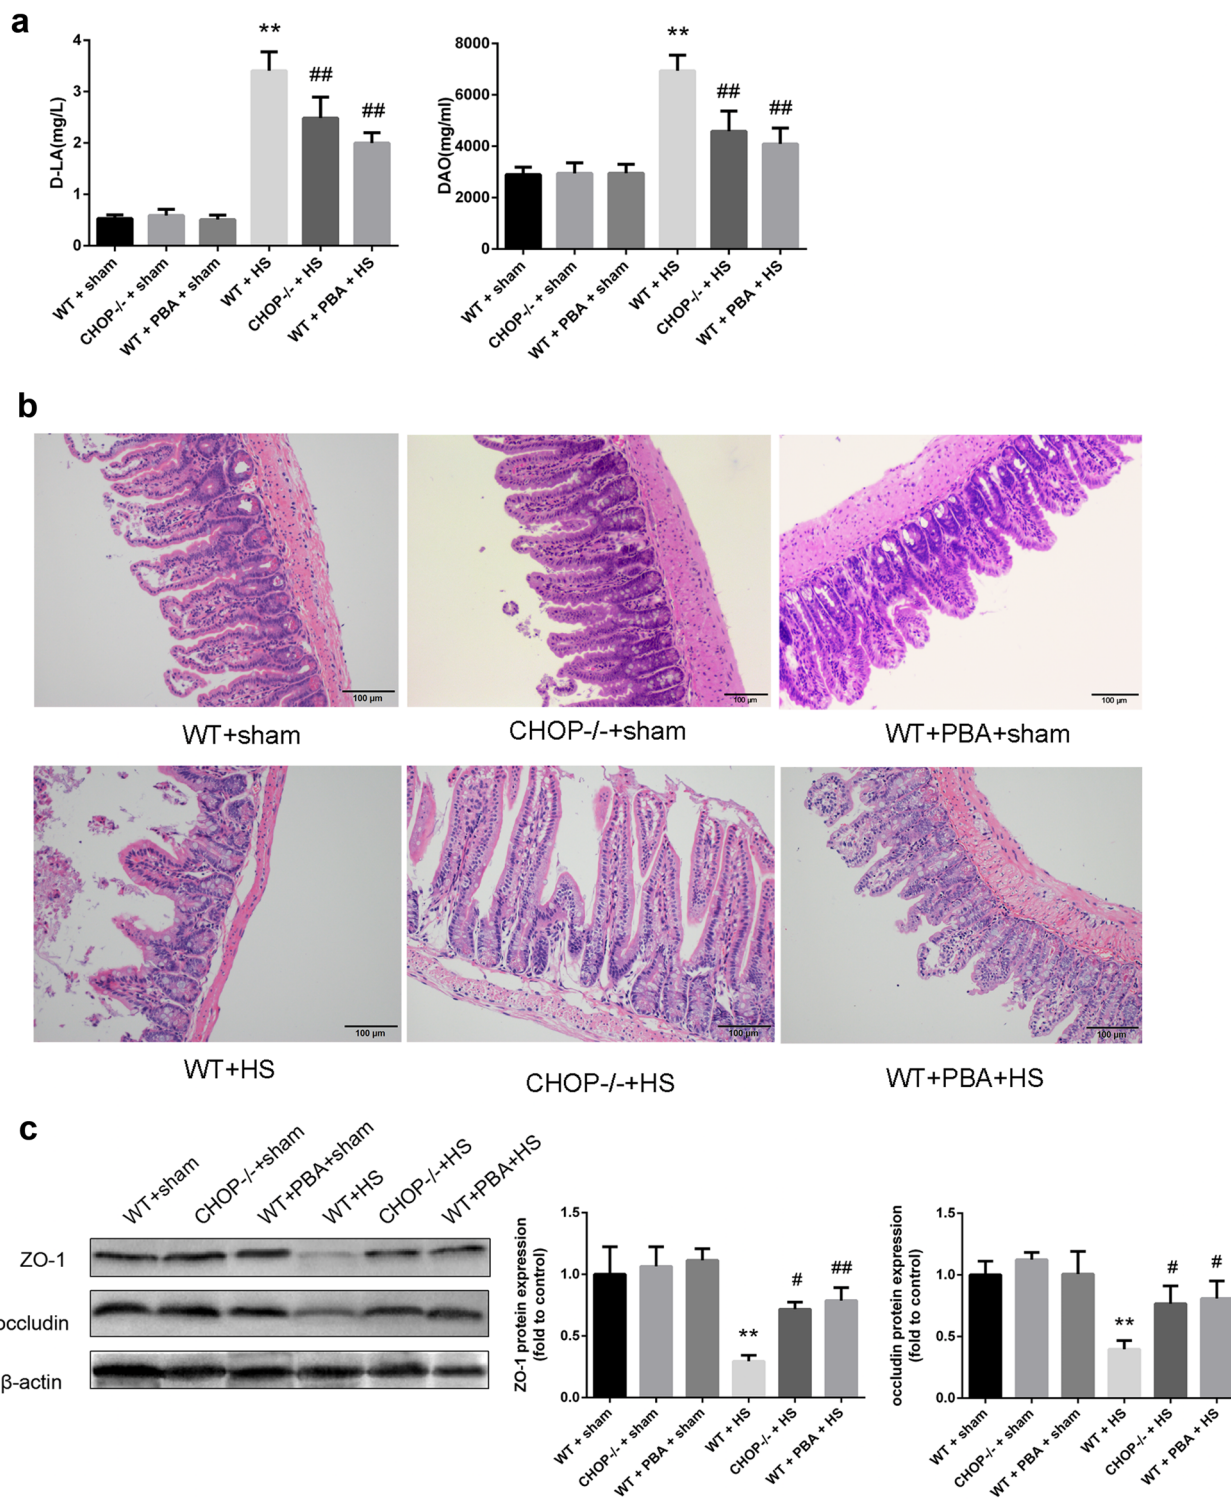 a
D-LA(mg/L)
4
3
2
1
0
**
##
##
WT + sham
CHOP-/- + sham
WT + PBA + sham
WT + HS
CHOP-/- + HS
WT + PBA + HS
DAO(mg/ml)
8000
6000
4000
2000
0
**
##
##
WT + sham
CHOP-/- + sham
WT + PBA + sham
WT + HS
CHOP-/- + HS
WT + PBA + HS
b
100 µm
100 µm
100 µm
WT+sham
CHOP-/-+sham
WT+PBA+sham
100 µm
100 µm
100 µm
WT+HS
CHOP-/-+HS
WT+PBA+HS
c
WT+sham
CHOP-/-+sham
WT+PBA+sham
WT+HS
CHOP-/-+HS
WT+PBA+HS
ZO-1
occludin
β-actin
ZO-1 protein expression
(fold to control)
1.5
1.0
0.5
0.0
**
#
##
WT + sham
CHOP-/- + sham
WT + PBA + sham
WT + HS
CHOP-/- + HS
WT + PBA + HS
occludin protein expression
(fold to control)
1.5
1.0
0.5
0.0
**
#
#
WT + sham
CHOP-/- + sham
WT + PBA + sham
WT + HS
CHOP-/- + HS
WT + PBA + HS